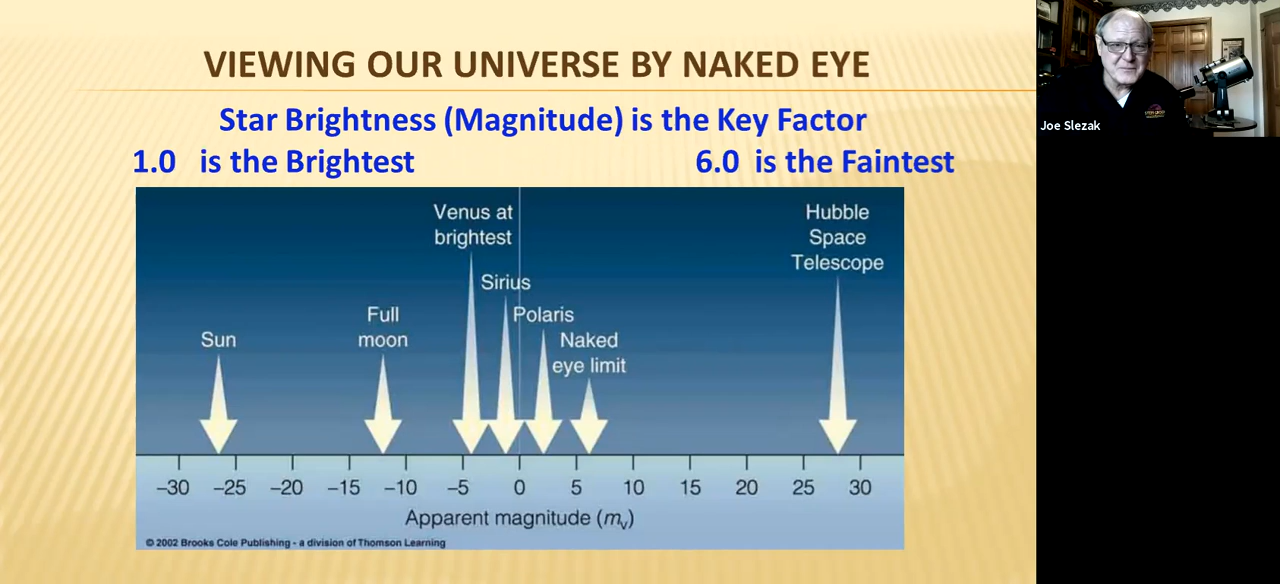 VIEWING OUR UNIVERSE BY NAKED EYE
Star Brightness (Magnitude) is the Key Factor
1.0 is the Brightest 6.0 is the Faintest
Venus at
brightest
Hubble
Space
Telescope
Sirius
Full
moon
Polaris
Sun
Naked
eye limit
−30 −25 −20 −15 −10 −5 0 5 10 15 20 25 30
Apparent magnitude (mv)
© 2002 Brooks Cole Publishing - a division of Thomson Learning
Joe Slezak